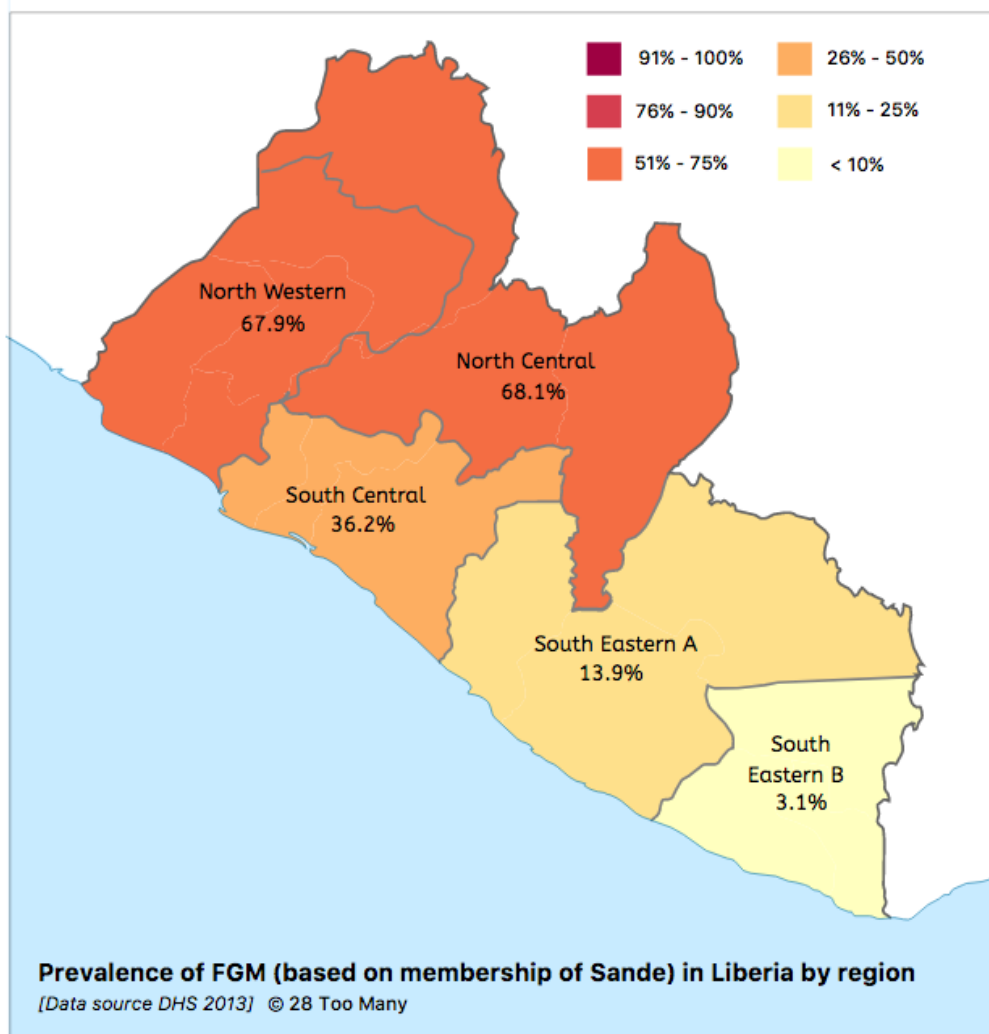 91% - 100%
26% - 50%
76% - 90%
11% - 25%
51% - 75%
< 10%
North Western
67.9%
North Central
68.1%
South Central
36.2%
South Eastern A
13.9%
South
Eastern B
3.1%
Prevalence of FGM (based on membership of Sande) in Liberia by region
[Data source DHS 2013] © 28 Too Many